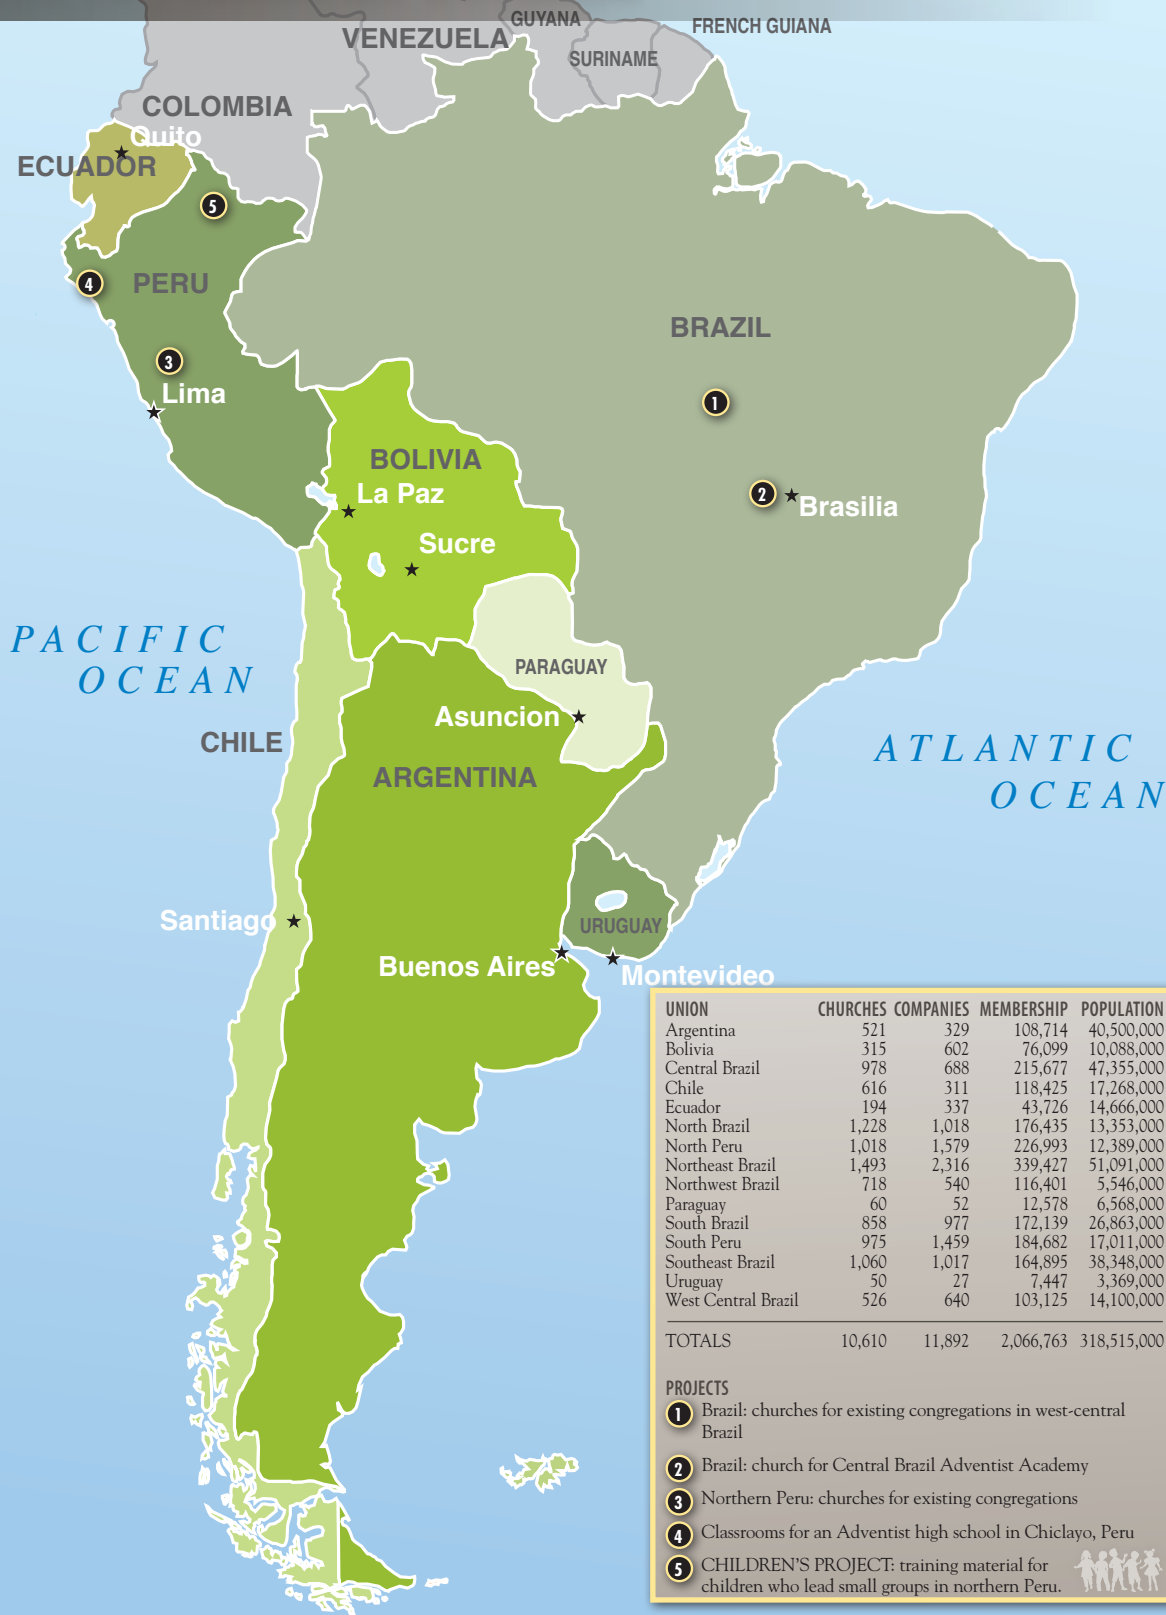 GUYANA
FRENCH GUIANA
VENEZUELA
SURINAME
COLOMBIA
Quito
ECUADOR
5
4
PERU
BRAZIL
3
Lima
1
BOLIVIA
La Paz
2
Brasilia
Sucre
PACIFIC
OCEAN
PARAGUAY
Asuncion
CHILE
ATLANTIC
OCEAN
ARGENTINA
Santiago
URUGUAY
Buenos Aires
Montevideo
UNION CHURCHES COMPANIES MEMBERSHIP POPULATION
Argentina 521 329 108,714 40,500,000
Bolivia 315 602 76,099 10,088,000
Central Brazil 978 688 215,677 47,355,000
Chile 616 311 118,425 17,268,000
Ecuador 194 337 43,726 14,666,000
North Brazil 1,228 1,018 176,435 13,353,000
North Peru 1,018 1,579 226,993 12,389,000
Northeast Brazil 1,493 2,316 339,427 51,091,000
Northwest Brazil 718 540 116,401 5,546,000
Paraguay 60 52 12,578 6,568,000
South Brazil 858 977 172,139 26,863,000
South Peru 975 1,459 184,682 17,011,000
Southeast Brazil 1,060 1,017 164,895 38,348,000
Uruguay 50 27 7,447 3,369,000
West Central Brazil 526 640 103,125 14,100,000
TOTALS 10,610 11,892 2,066,763 318,515,000
PROJECTS
1 Brazil: churches for existing congregations in west-central
Brazil
2 Brazil: church for Central Brazil Adventist Academy
3 Northern Peru: churches for existing congregations
4 Classrooms for an Adventist high school in Chiclayo, Peru
5 CHILDREN'S PROJECT: training material for
children who lead small groups in northern Peru.